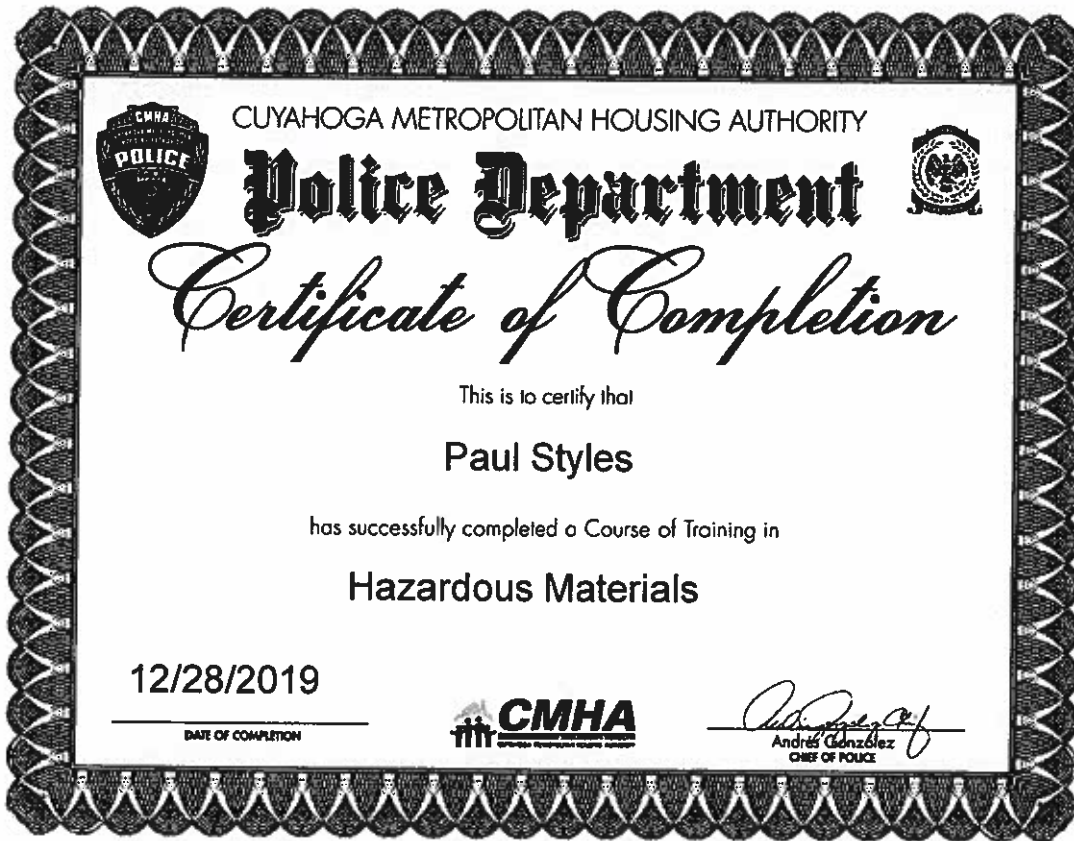 CUYAHOGA METROPOLITAN HOUSING AUTHORITY
CMHA
POLICE
Police Department
Certificate of Completion
This is to certify that
Paul Styles
has successfully completed a Course of Training in
Hazardous Materials
12/28/2019
DATE OF COMPLETION
CMHA
Andrés González
CHIEF OF POLICE